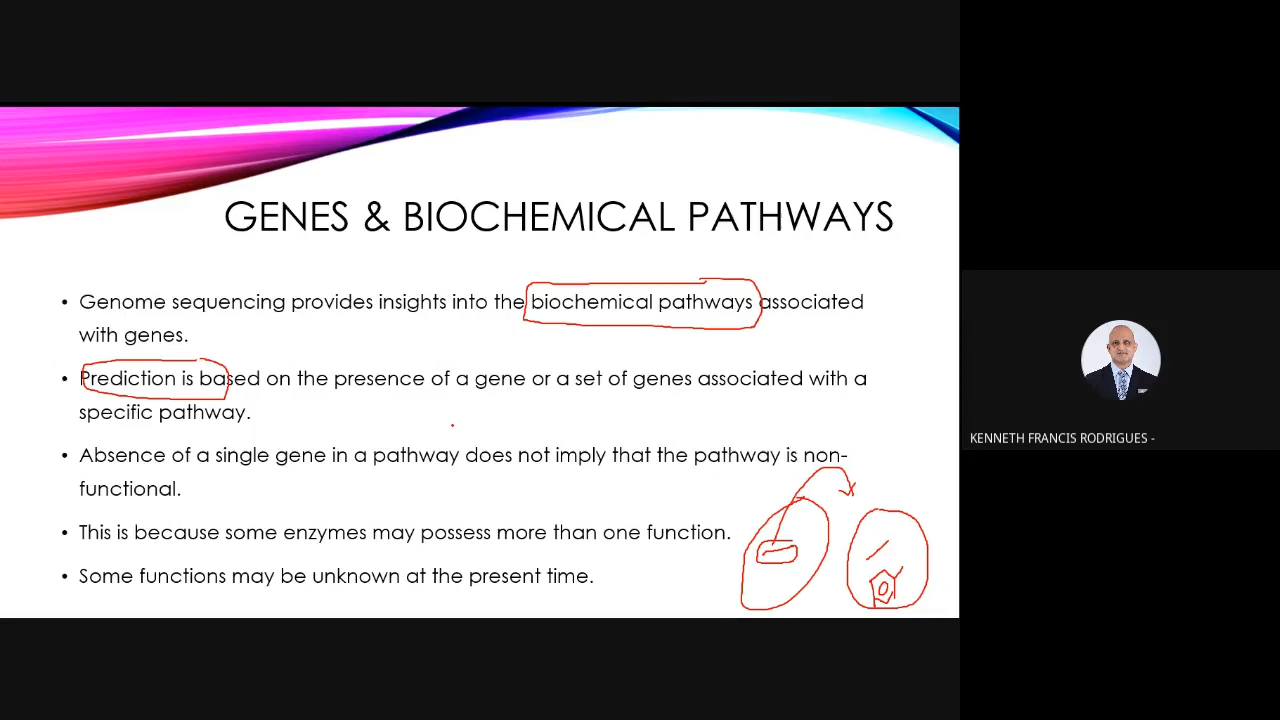 GENES & BIOCHEMICAL PATHWAYS
• Genome sequencing provides insights into the biochemical pathways associated
with genes.
• Prediction is based on the presence of a gene or a set of genes associated with a
specific pathway.
• Absence of a single gene in a pathway does not imply that the pathway is non-
functional.
• This is because some enzymes may possess more than one function.
• Some functions may be unknown at the present time.
KENNETH FRANCIS RODRIGUES -